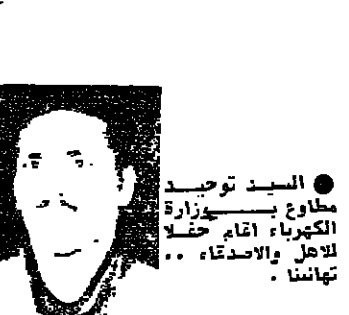 ● السيد توحيد
مطاوع بوزارة
الكهرباء اقام حفلا
للاهل والاصدقاء ..
تهانينا .